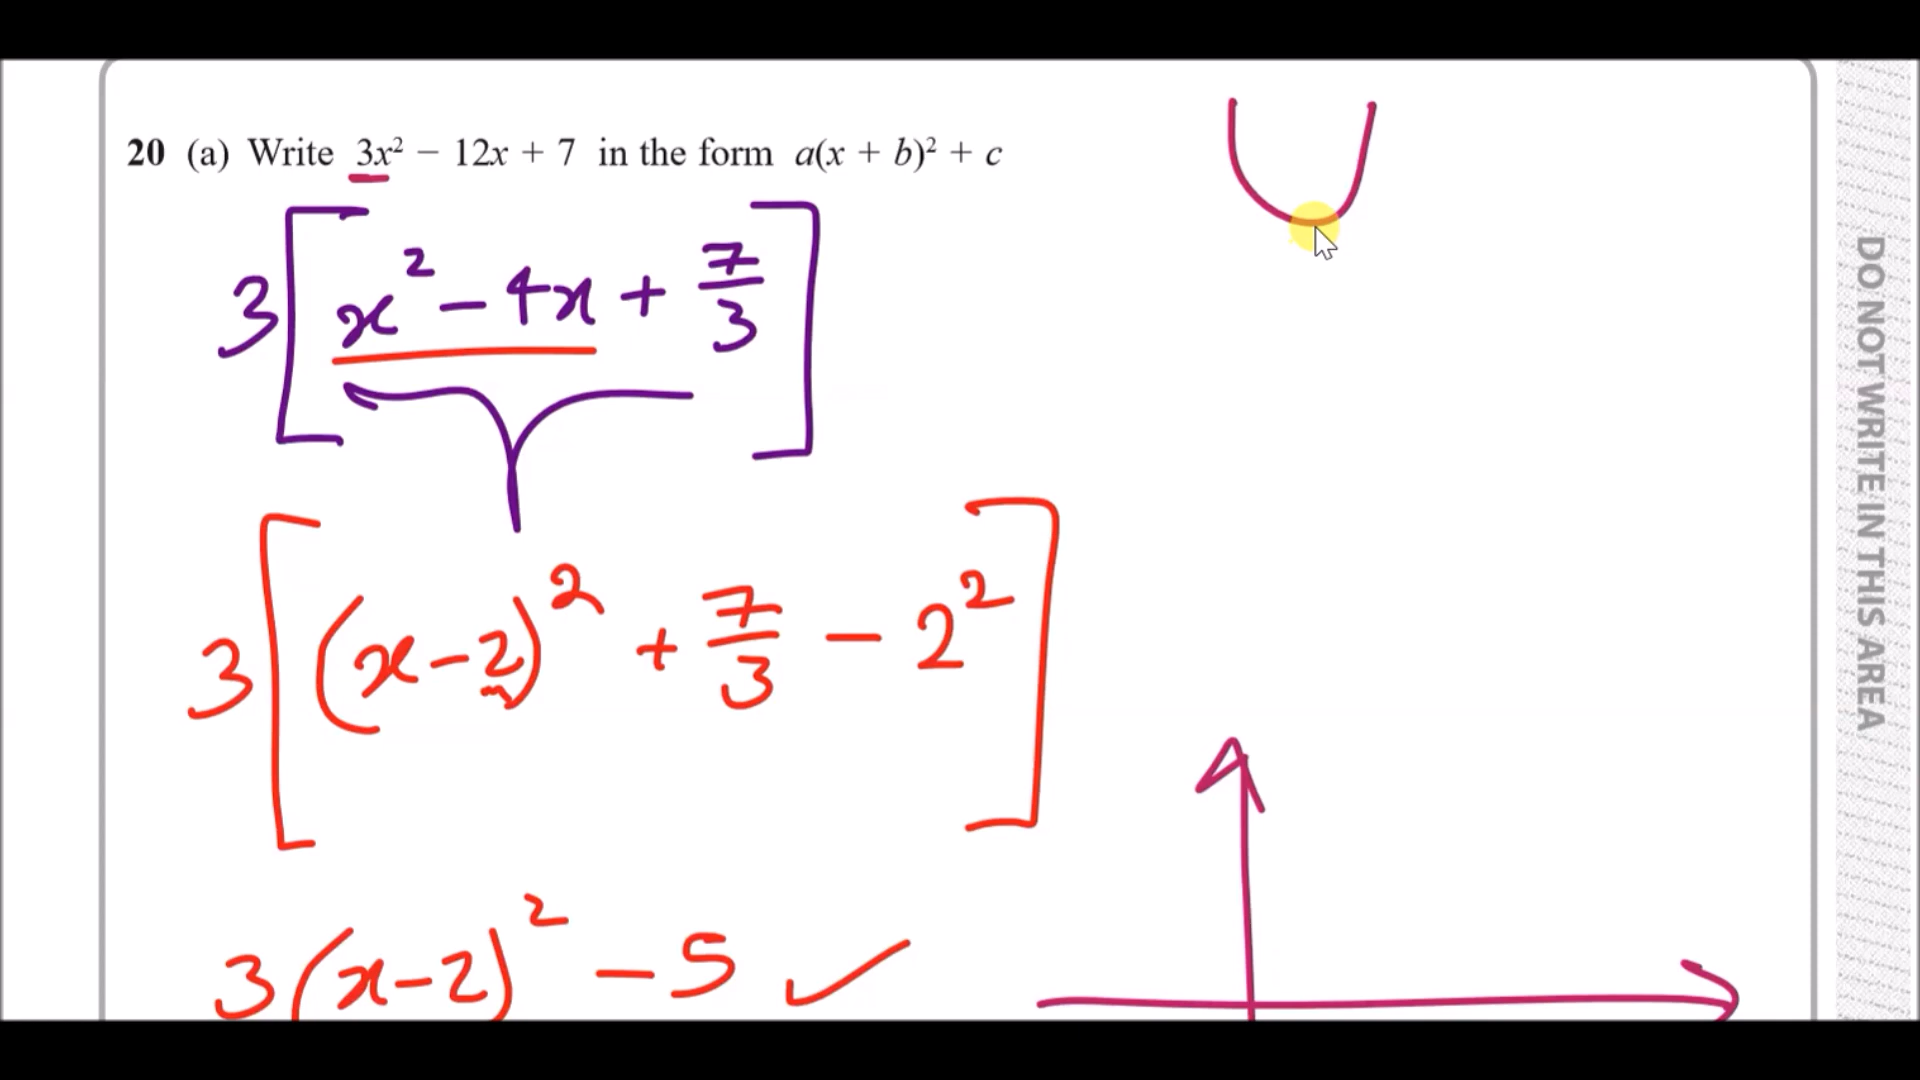 20 (a) Write 3x² − 12x + 7 in the form a(x + b)² + c
3[x² − 4x + 7/3]
3[(x − 2)² + 7/3 − 2²]
3(x − 2)² − 5 ✓
DO NOT WRITE IN THIS AREA